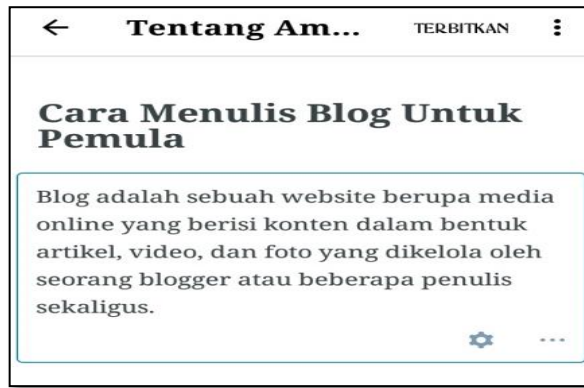 Tentang Am... TERBITKAN
Cara Menulis Blog Untuk
Pemula
Blog adalah sebuah website berupa media
online yang berisi konten dalam bentuk
artikel, video, dan foto yang dikelola oleh
seorang blogger atau beberapa penulis
sekaligus.